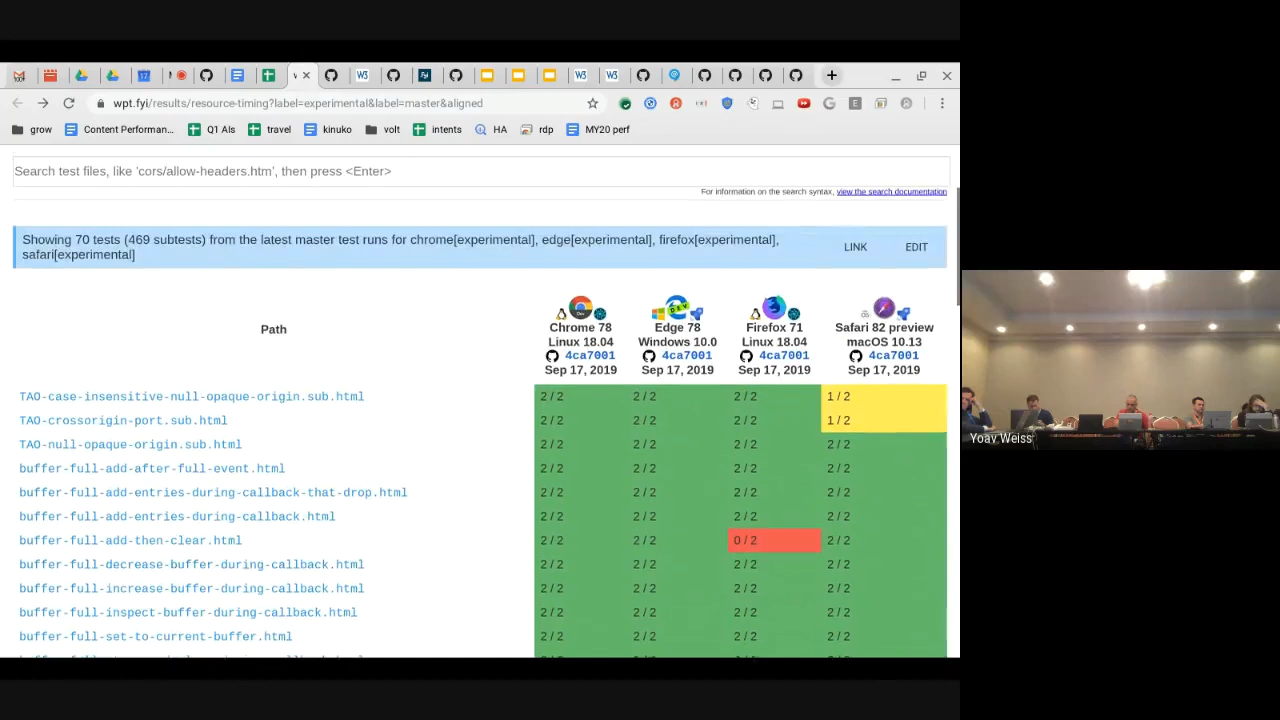 wpt.fyi/results/resource-timing?label=experimental&label=master&aligned
grow Content Performan... Q1 AIs travel kinuko volt intents HA rdp MY20 perf
Search test files, like 'cors/allow-headers.htm', then press <Enter>
For information on the search syntax, view the search documentation
Showing 70 tests (469 subtests) from the latest master test runs for chrome[experimental], edge[experimental], firefox[experimental],
safari[experimental]
LINK EDIT
Path
Chrome 78 Edge 78 Firefox 71 Safari 82 preview
Linux 18.04 Windows 10.0 Linux 18.04 macOS 10.13
4ca7001 4ca7001 4ca7001 4ca7001
Sep 17, 2019 Sep 17, 2019 Sep 17, 2019 Sep 17, 2019
TAO-case-insensitive-null-opaque-origin.sub.html 2 / 2 2 / 2 2 / 2 1 / 2
TAO-crossorigin-port.sub.html 2 / 2 2 / 2 2 / 2 1 / 2
TAO-null-opaque-origin.sub.html 2 / 2 2 / 2 2 / 2 2 / 2
buffer-full-add-after-full-event.html 2 / 2 2 / 2 2 / 2 2 / 2
buffer-full-add-entries-during-callback-that-drop.html 2 / 2 2 / 2 2 / 2 2 / 2
buffer-full-add-entries-during-callback.html 2 / 2 2 / 2 2 / 2 2 / 2
buffer-full-add-then-clear.html 2 / 2 2 / 2 0 / 2 2 / 2
buffer-full-decrease-buffer-during-callback.html 2 / 2 2 / 2 2 / 2 2 / 2
buffer-full-increase-buffer-during-callback.html 2 / 2 2 / 2 2 / 2 2 / 2
buffer-full-inspect-buffer-during-callback.html 2 / 2 2 / 2 2 / 2 2 / 2
buffer-full-set-to-current-buffer.html 2 / 2 2 / 2 2 / 2 2 / 2
Yoav Weiss